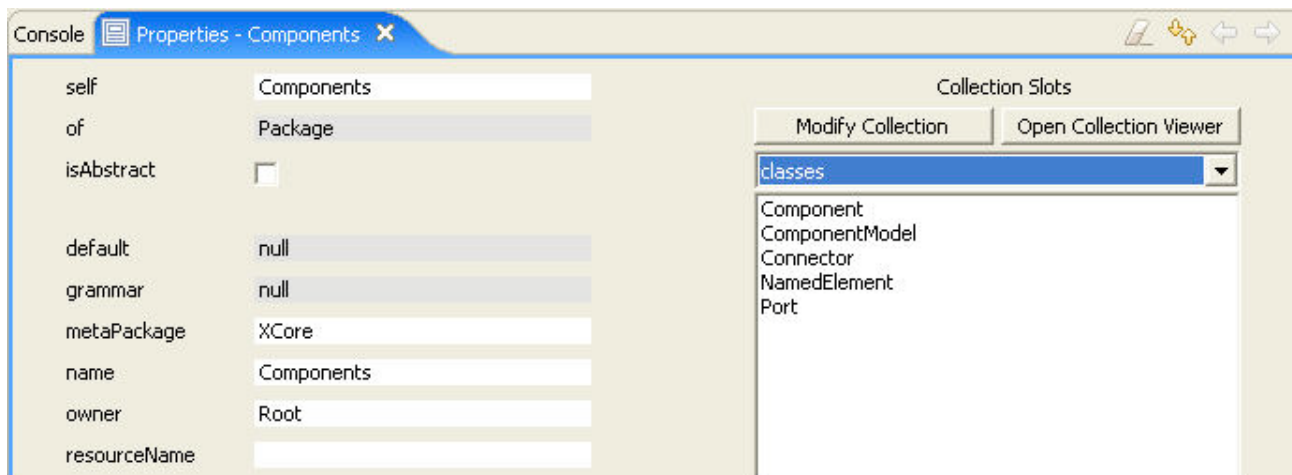 Console Properties - Components
self Components
of Package
isAbstract
default null
grammar null
metaPackage XCore
name Components
owner Root
resourceName
Collection Slots
Modify Collection Open Collection Viewer
classes
Component
ComponentModel
Connector
NamedElement
Port